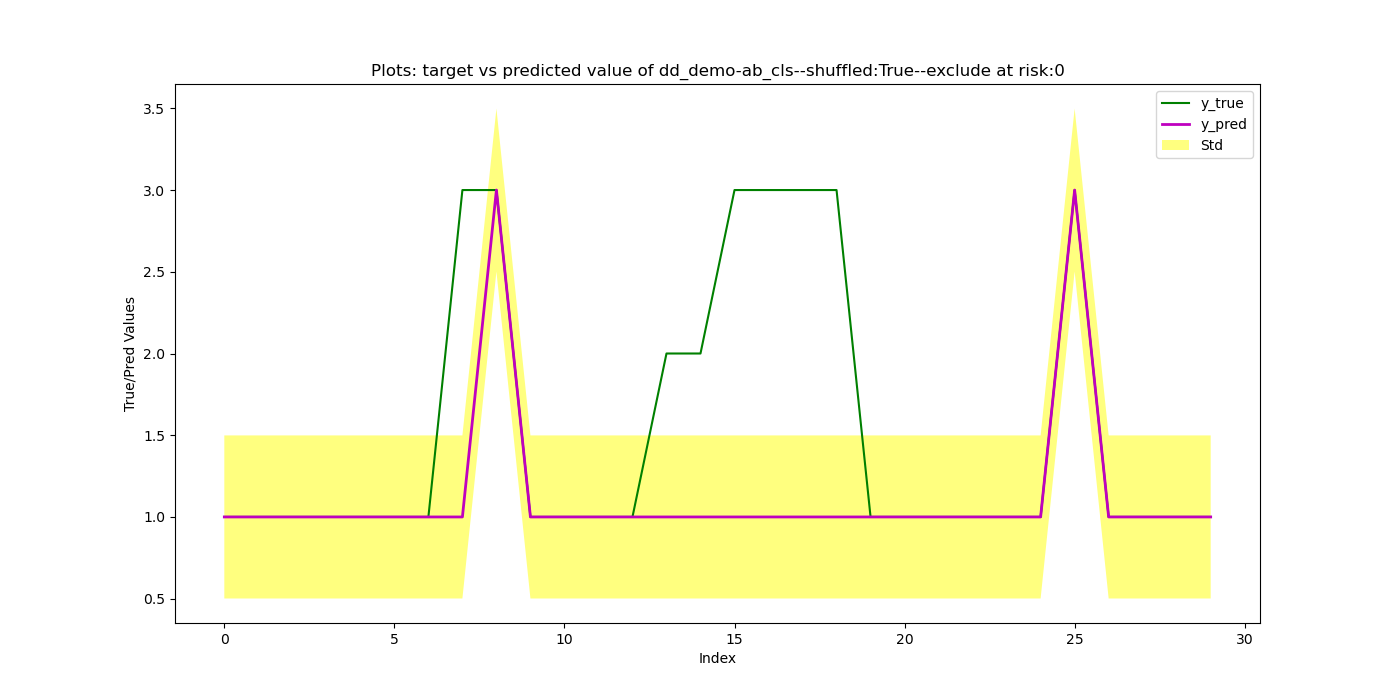 Plots: target vs predicted value of dd_demo-ab_cls--shuffled:True--exclude at risk:0
y_true
y_pred
Std
True/Pred Values
3.5
3.0
2.5
2.0
1.5
1.0
0.5
0 5 10 15 20 25 30
Index